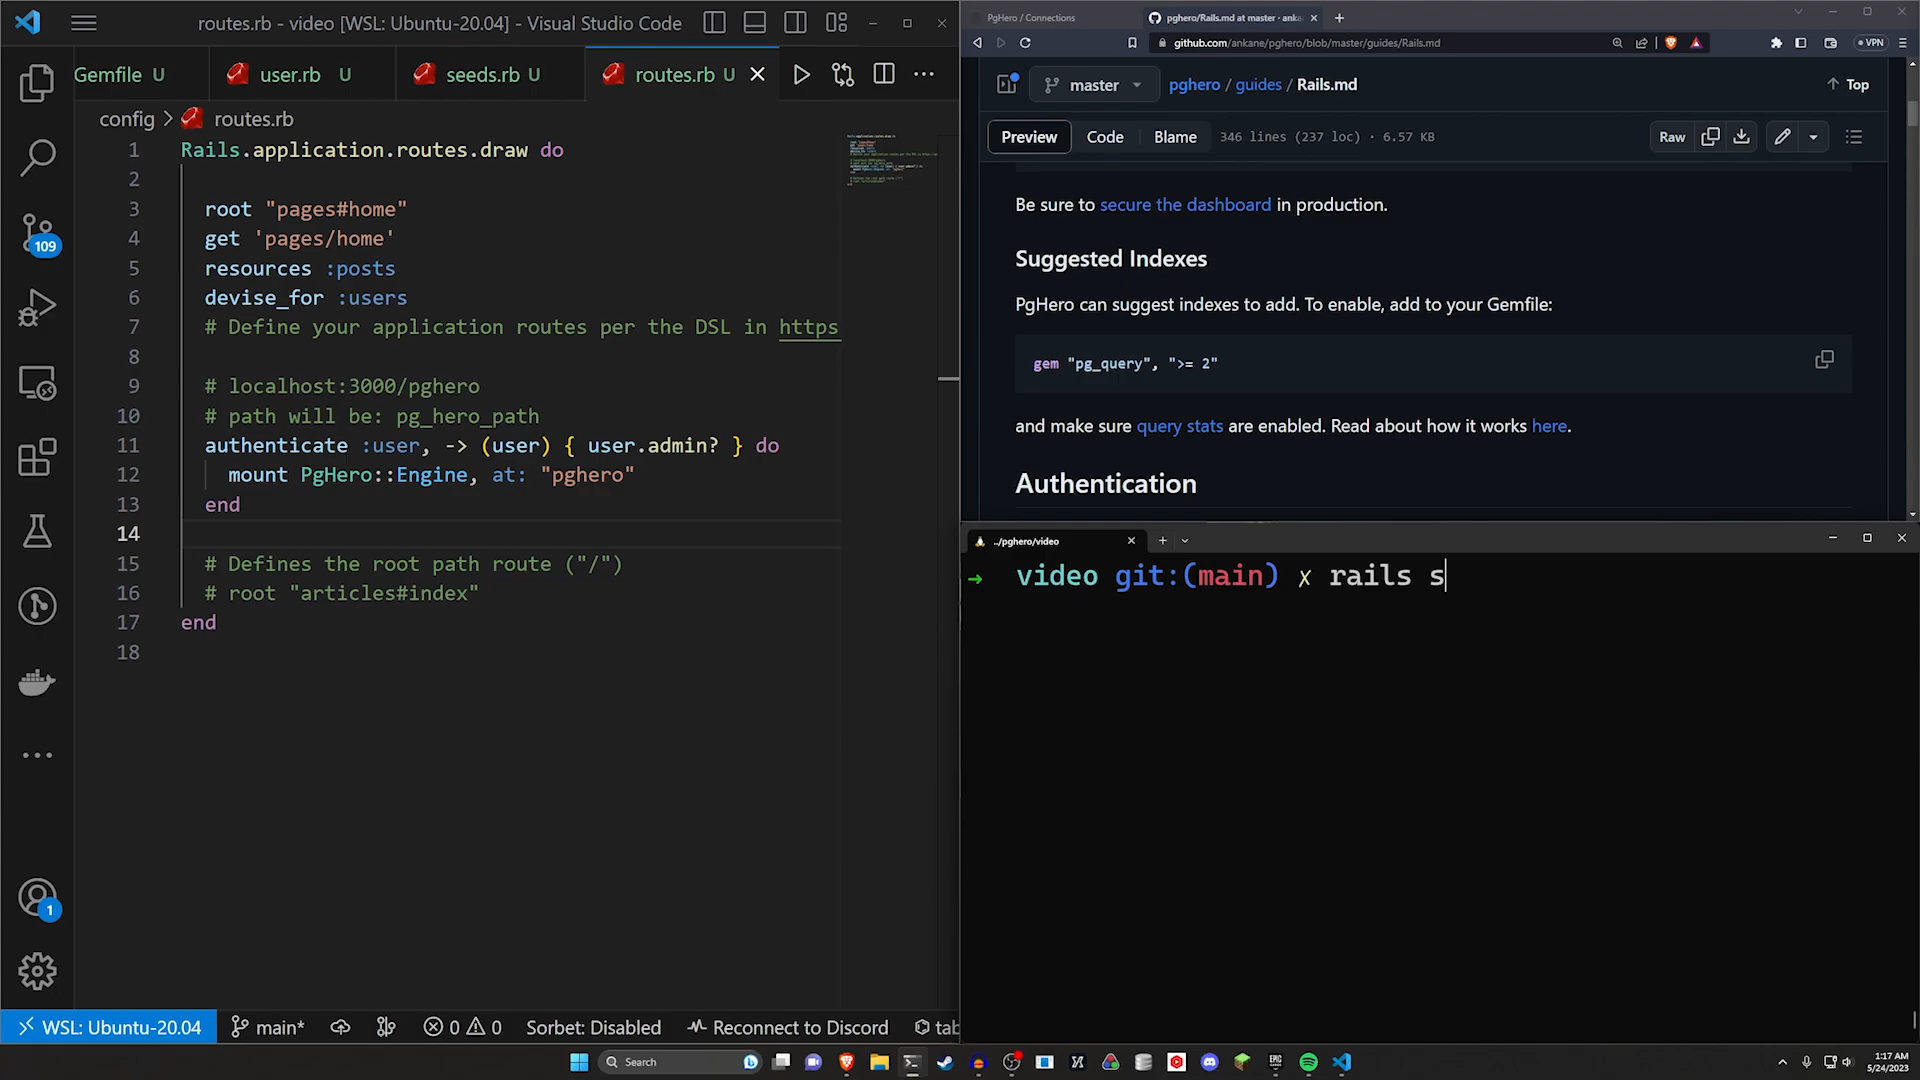 routes.rb - video [WSL: Ubuntu-20.04] - Visual Studio Code
Gemfile U
user.rb U
seeds.rb U
routes.rb U
config > routes.rb
1 Rails.application.routes.draw do
2
3 root "pages#home"
4 get 'pages/home'
5 resources :posts
6 devise_for :users
7 # Define your application routes per the DSL in https
8
9 # localhost:3000/pghero
10 # path will be: pg_hero_path
11 authenticate :user, -> (user) { user.admin? } do
12 mount PgHero::Engine, at: "pghero"
13 end
14
15 # Defines the root path route ("/")
16 # root "articles#index"
17 end
18
109
1
WSL: Ubuntu-20.04 main* 0 0 Sorbet: Disabled Reconnect to Discord tab
PgHero / Connections
pghero/Rails.md at master · anka
github.com/ankane/pghero/blob/master/guides/Rails.md
VPN
master pghero / guides / Rails.md Top
Preview Code Blame 346 lines (237 loc) · 6.57 KB Raw
Be sure to secure the dashboard in production.
Suggested Indexes
PgHero can suggest indexes to add. To enable, add to your Gemfile:
gem "pg_query", ">= 2"
and make sure query stats are enabled. Read about how it works here.
Authentication
../pghero/video
→ video git:(main) x rails s
Search
EPIC
1:17 AM
5/24/2023